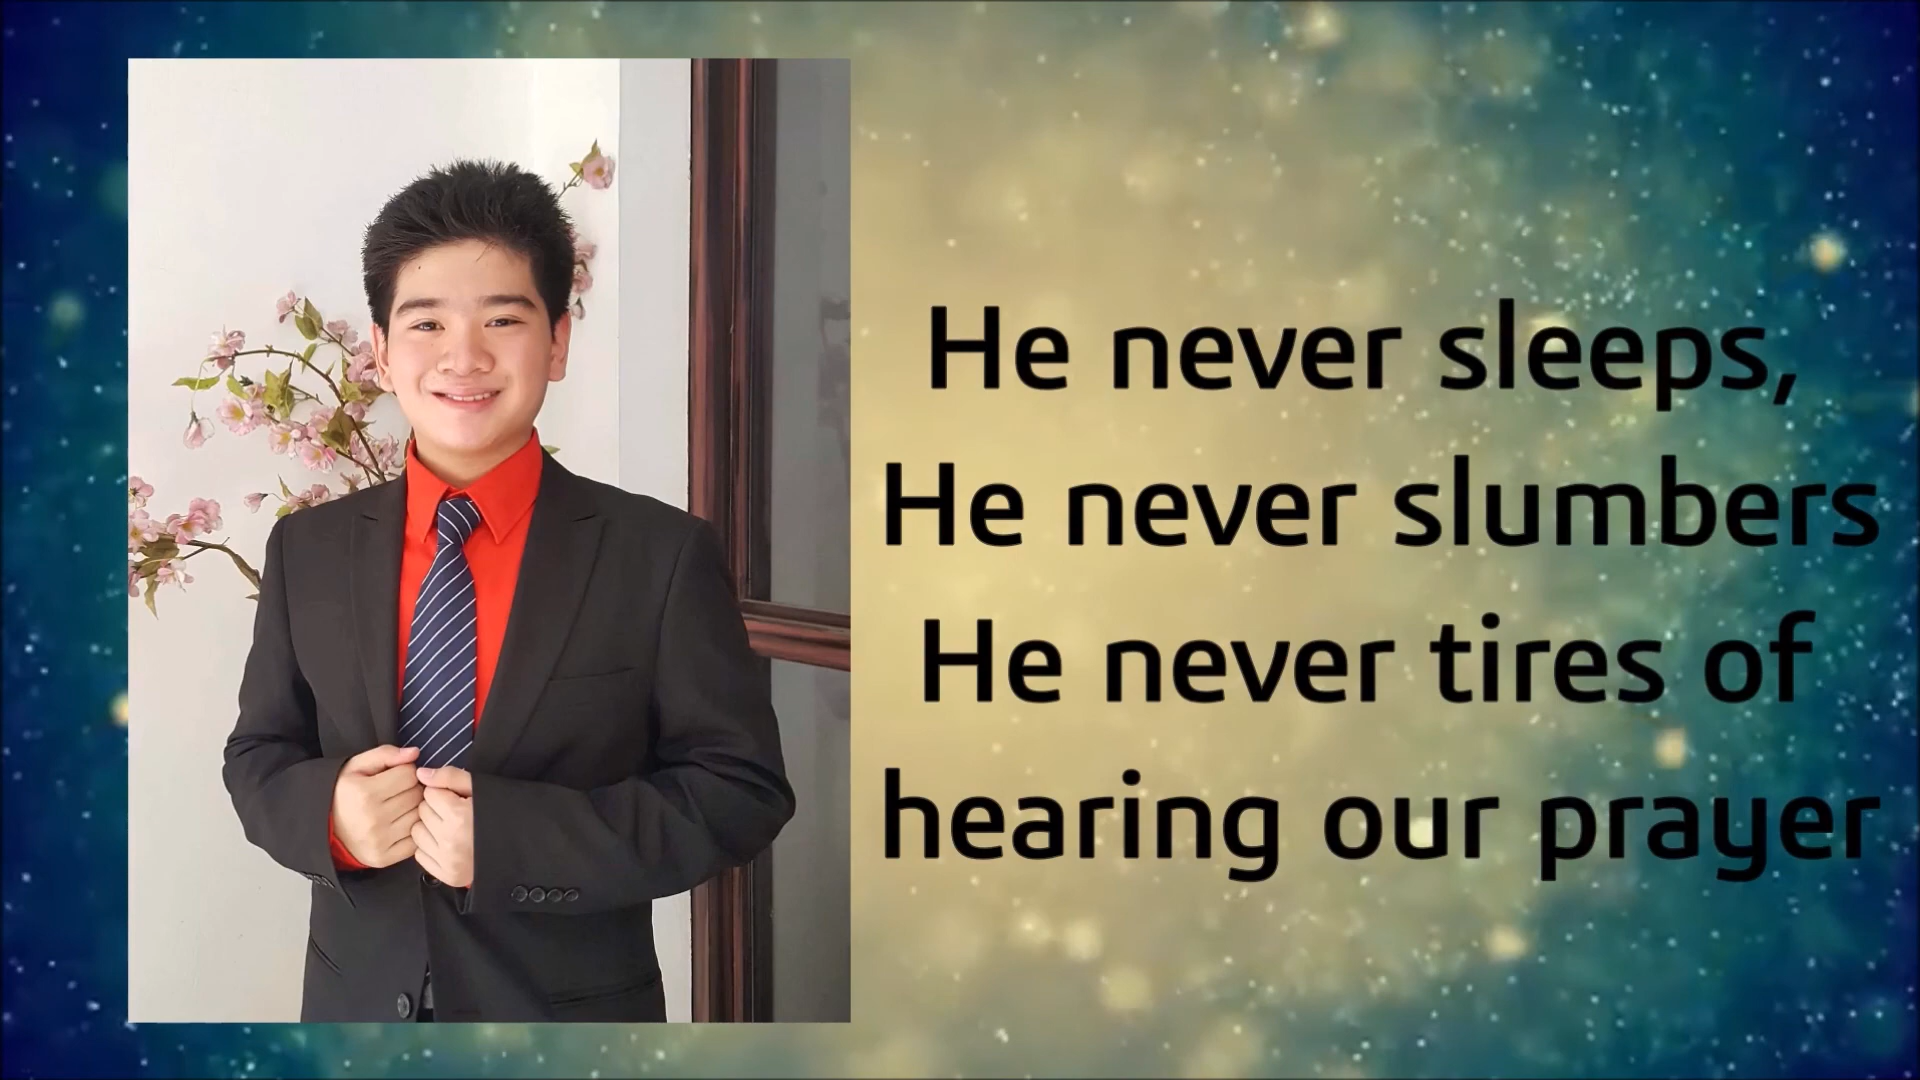 He never sleeps,
He never slumbers
He never tires of
hearing our prayer